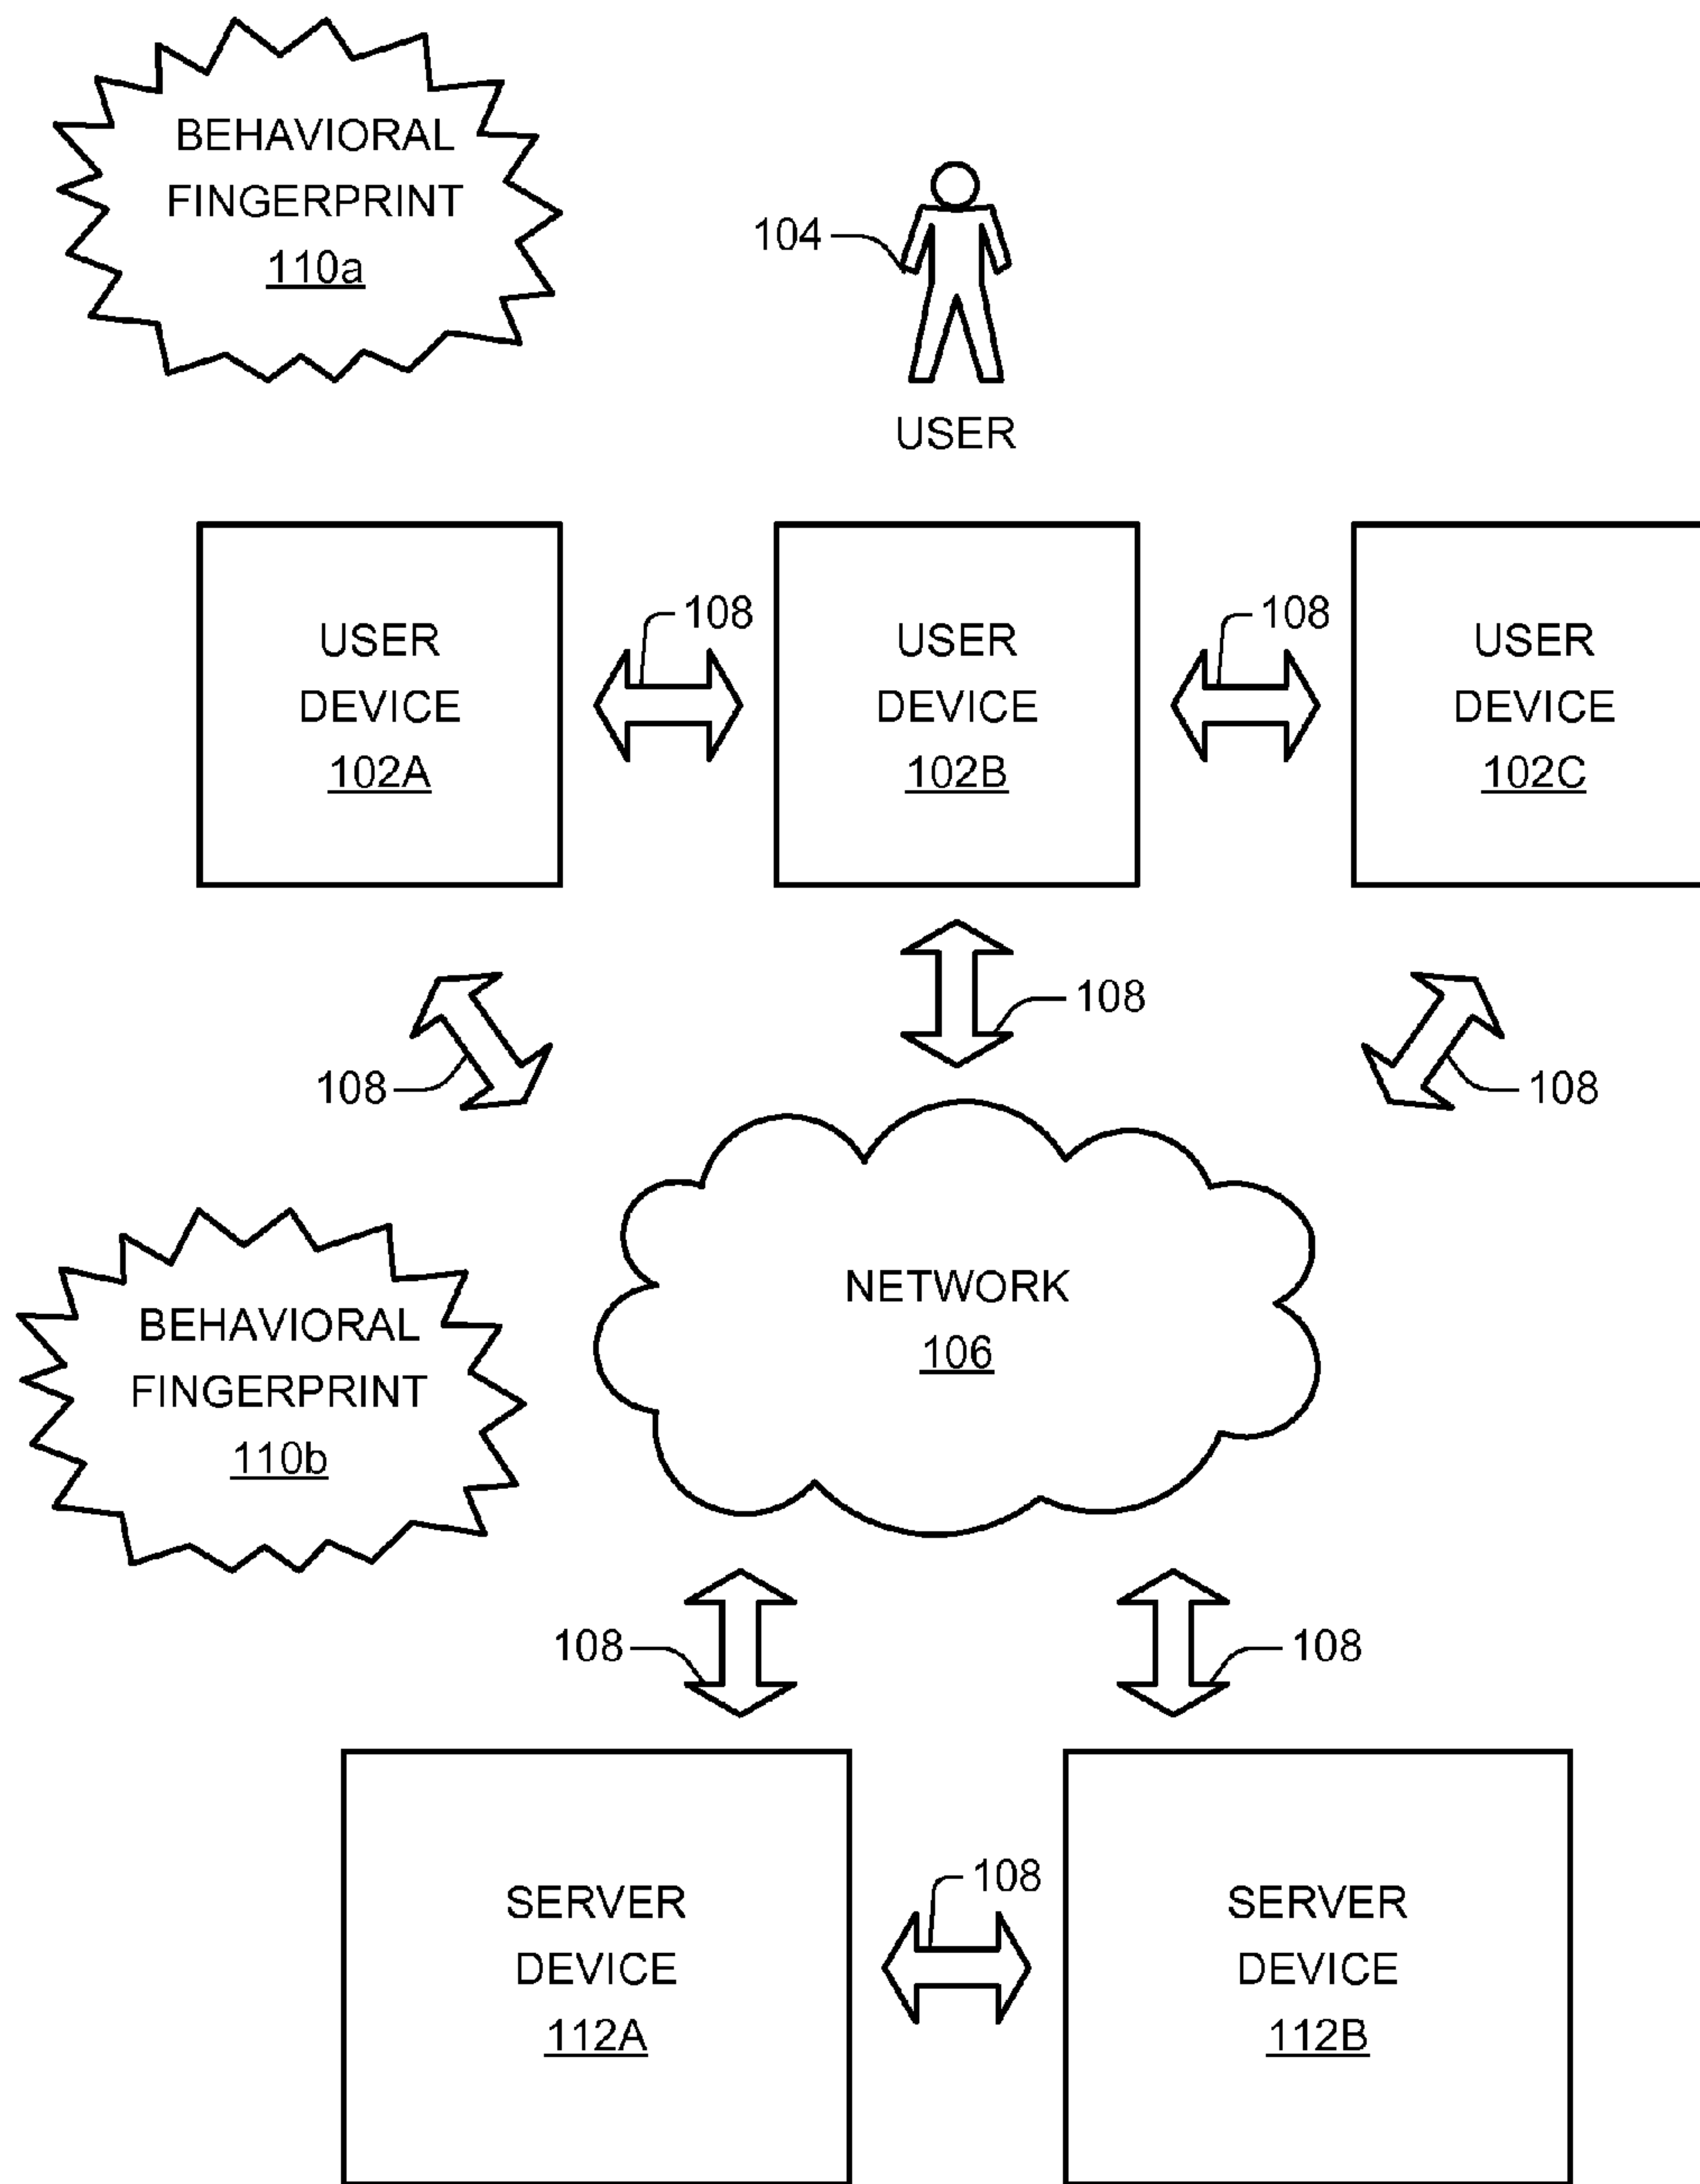 BEHAVIORAL
FINGERPRINT
110a
104
USER
USER
DEVICE
102A
108
USER
DEVICE
102B
108
USER
DEVICE
102C
108
108
108
BEHAVIORAL
FINGERPRINT
110b
NETWORK
106
108
108
SERVER
DEVICE
112A
108
SERVER
DEVICE
112B